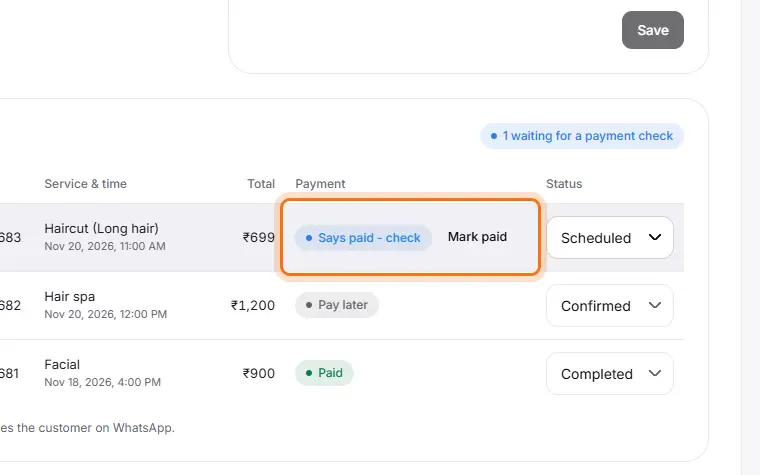 Save
1 waiting for a payment check
Service & time Total Payment Status
683 Haircut (Long hair) ₹699 Says paid - check Mark paid Scheduled
Nov 20, 2026, 11:00 AM
682 Hair spa ₹1,200 Pay later Confirmed
Nov 20, 2026, 12:00 PM
681 Facial ₹900 Paid Completed
Nov 18, 2026, 4:00 PM
es the customer on WhatsApp.